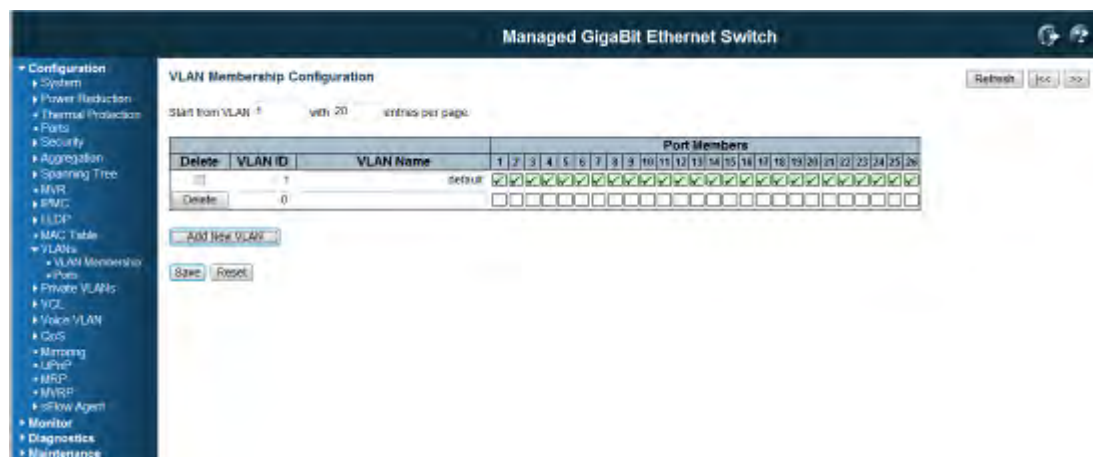 Managed GigaBit Ethernet Switch
Configuration
System
Power Reduction
Thermal Protection
Ports
Security
Aggregation
Spanning Tree
MVR
IPMC
LLDP
MAC Table
VLANs
VLAN Membership
Ports
Private VLANs
VCL
Voice VLAN
QoS
Mirroring
UPnP
MRP
MVRP
sFlow Agent
Monitor
Diagnostics
Maintenance
VLAN Membership Configuration
Refresh |<< >>
Start from VLAN 1 with 20 entries per page.
Port Members
Delete VLAN ID VLAN Name 1 2 3 4 5 6 7 8 9 10 11 12 13 14 15 16 17 18 19 20 21 22 23 24 25 26
1 default
Delete 0
Add New VLAN
Save Reset